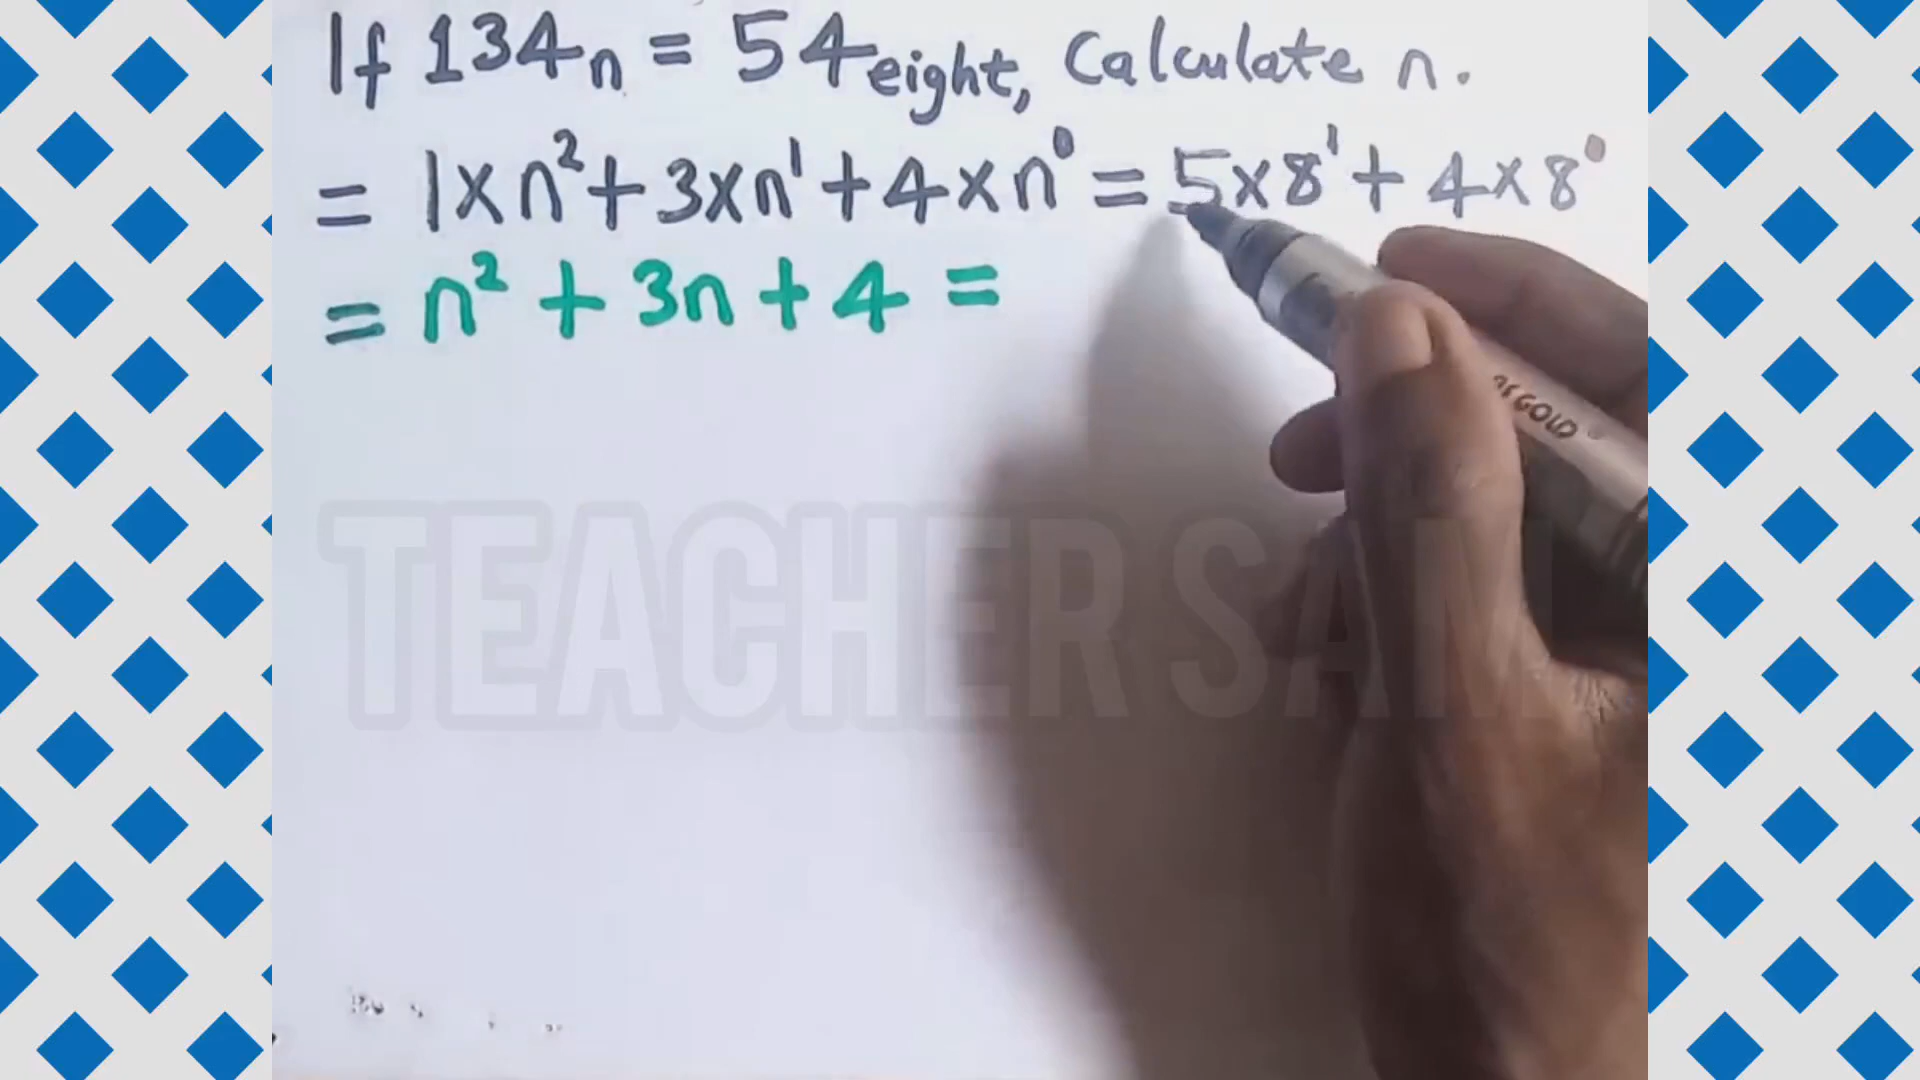 If 134ₙ = 54eight, Calculate n.
= 1×n²+3×n¹+4×n⁰ = 5×8¹+4×8⁰
= n² + 3n + 4 =
GOLD
TEACHER SAM